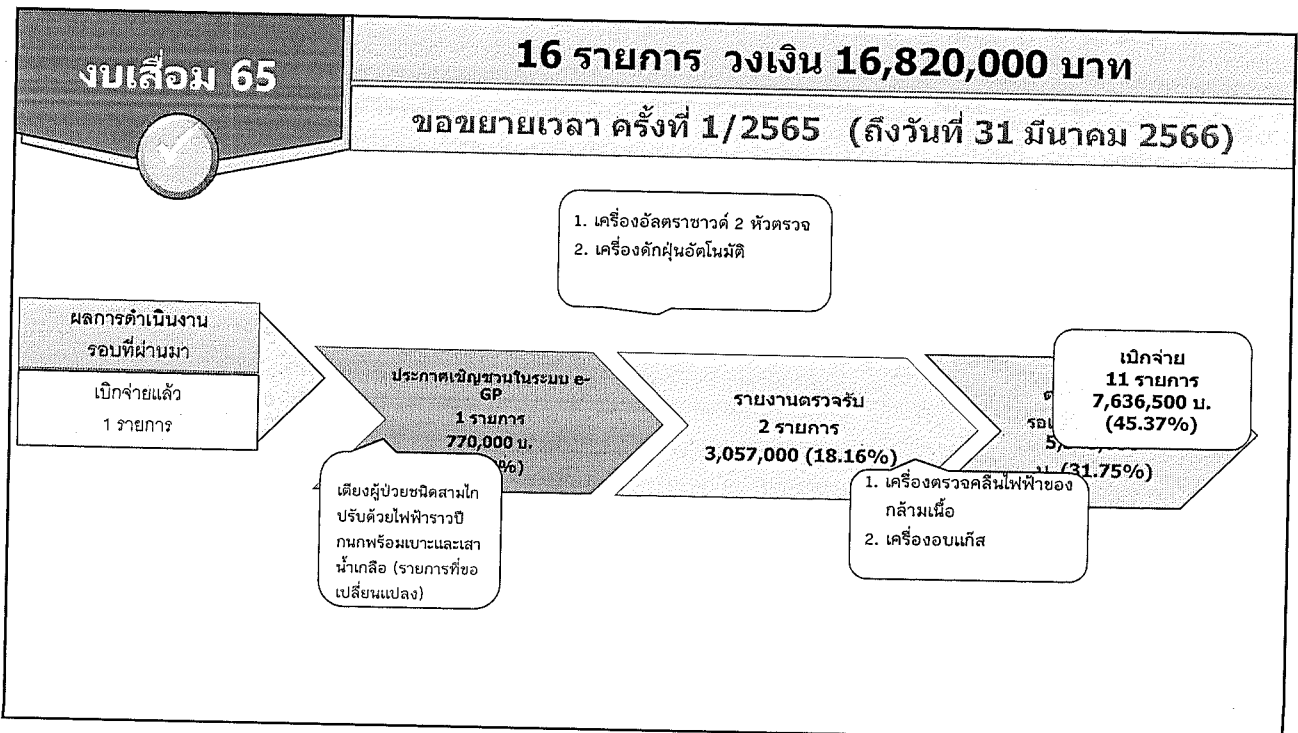 งบเสื่อม 65
16 รายการ วงเงิน 16,820,000 บาท
ขอขยายเวลา ครั้งที่ 1/2565 (ถึงวันที่ 31 มีนาคม 2566)
1. เครื่องอัลตราซาวด์ 2 หัวตรวจ
2. เครื่องดักฝุ่นอัตโนมัติ
ผลการดำเนินงาน
รอบที่ผ่านมา
เบิกจ่ายแล้ว
1 รายการ
ประกาศเชิญชวนในระบบ e-
GP
1 รายการ
770,000 บ.
%)
เตียงผู้ป่วยชนิดสามไก
ปรับด้วยไฟฟ้าราวปี
กนกพร้อมเบาะและเสา
น้ำเกลือ (รายการที่ขอ
เปลี่ยนแปลง)
รายงานตรวจรับ
2 รายการ
3,057,000 (18.16%)
1. เครื่องตรวจคลื่นไฟฟ้าของ
กล้ามเนื้อ
2. เครื่องอบแก๊ส
เบิกจ่าย
11 รายการ
7,636,500 บ.
(45.37%)
บ. (31.75%)